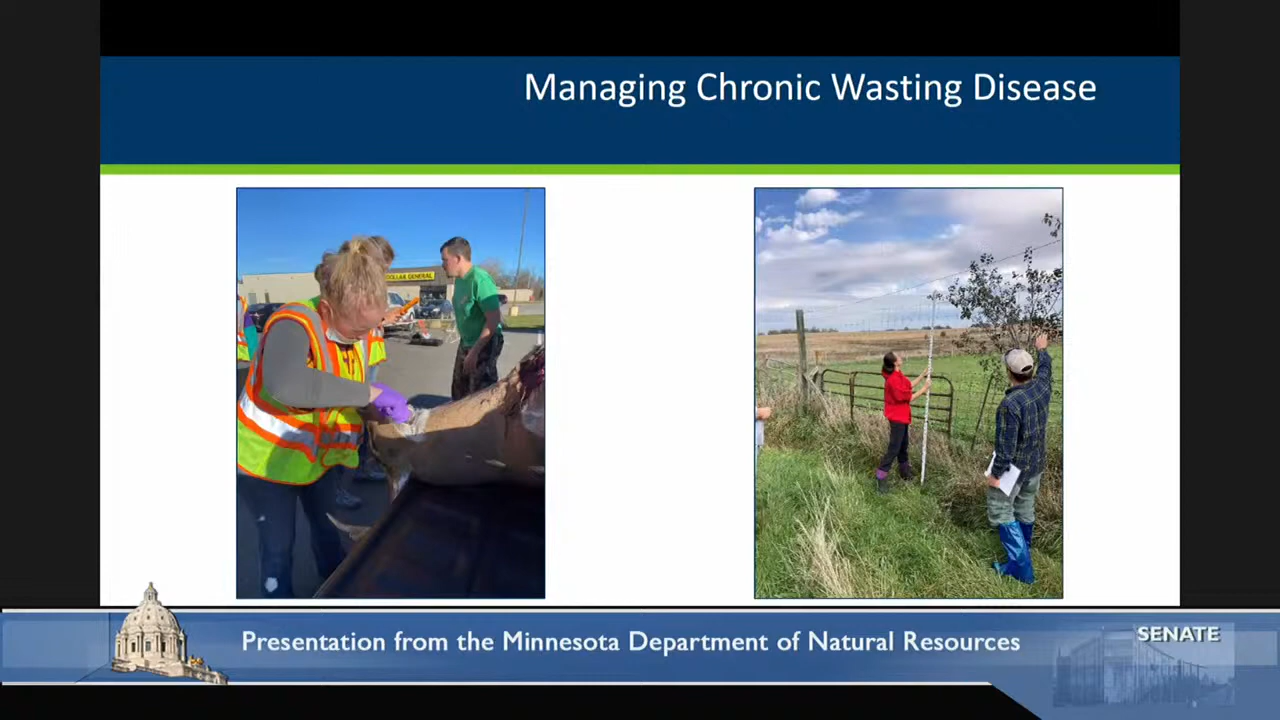 Managing Chronic Wasting Disease
DOLLAR GENERAL
Presentation from the Minnesota Department of Natural Resources
SENATE